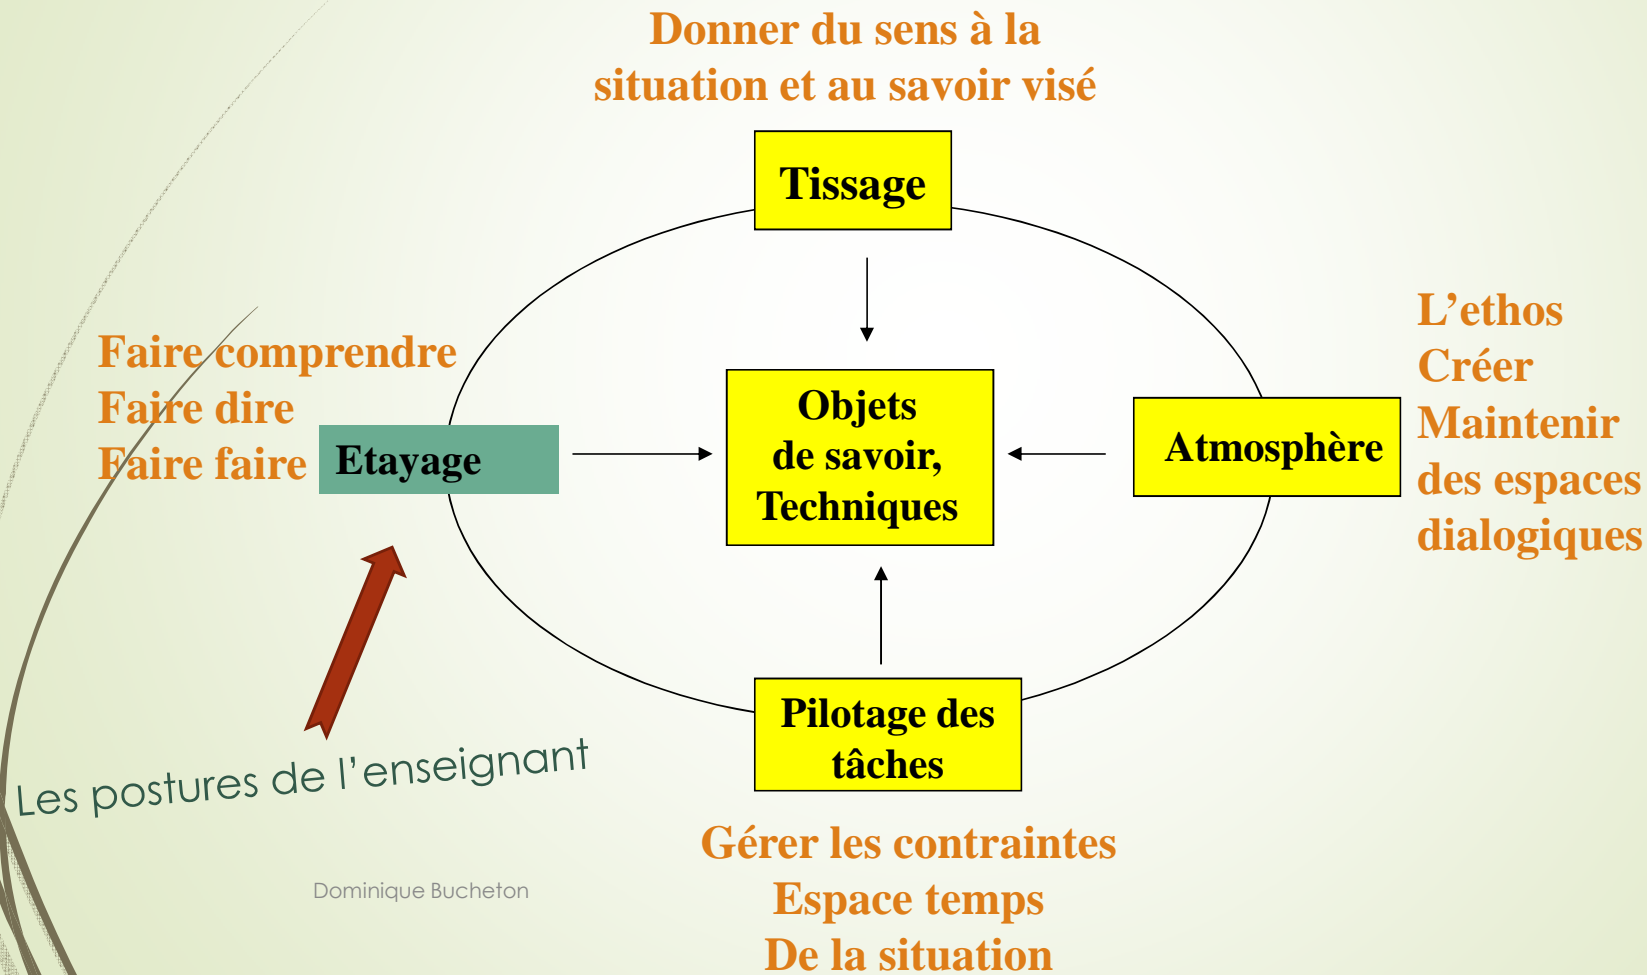 Donner du sens à la
situation et au savoir visé
Tissage
Faire comprendre
Faire dire
Faire faire
Etayage
Objets
de savoir,
Techniques
Atmosphère
L’ethos
Créer
Maintenir
des espaces
dialogiques
Les postures de l’enseignant
Pilotage des
tâches
Gérer les contraintes
Espace temps
De la situation
Dominique Bucheton